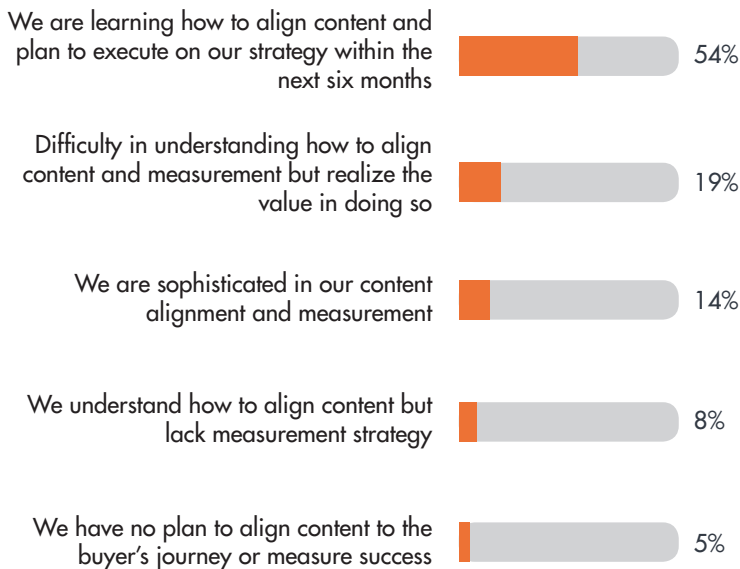 We are learning how to align content and
plan to execute on our strategy within the
next six months
54%
Difficulty in understanding how to align
content and measurement but realize the
value in doing so
19%
We are sophisticated in our content
alignment and measurement
14%
We understand how to align content but
lack measurement strategy
8%
We have no plan to align content to the
buyer’s journey or measure success
5%